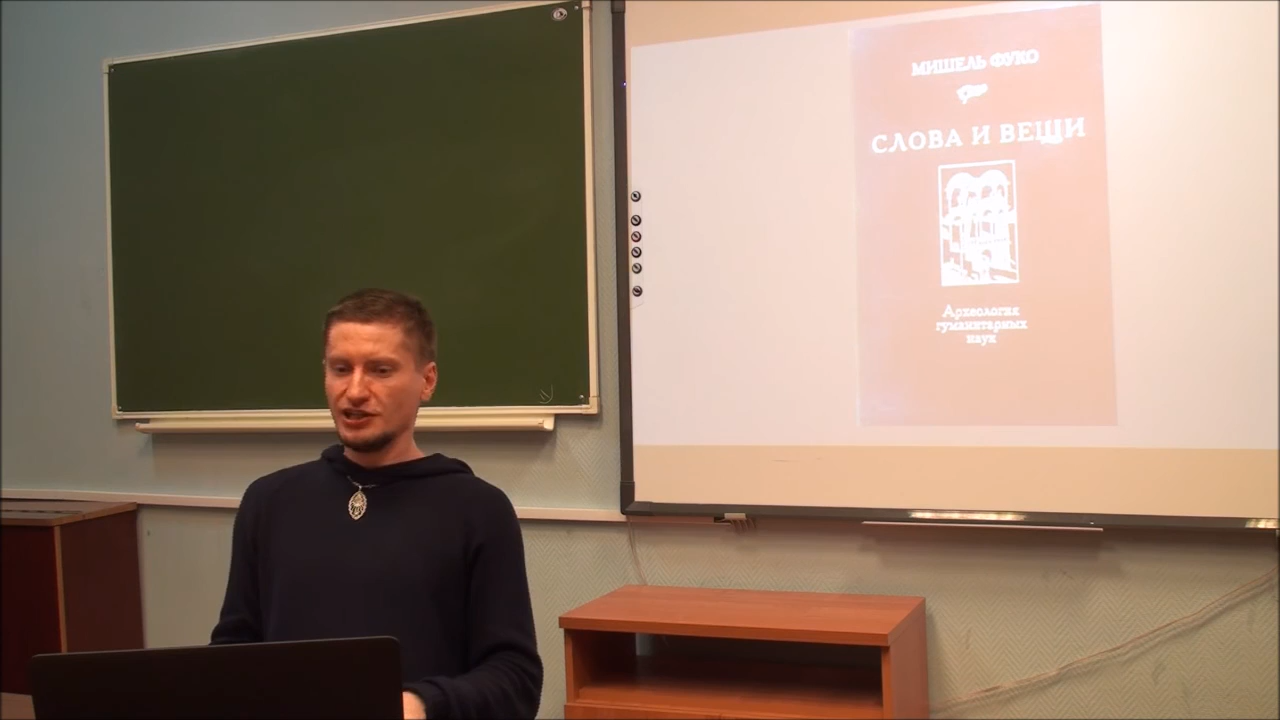 МИШЕЛЬ ФУКО
СЛОВА И ВЕЩИ
Археология
гуманитарных
наук